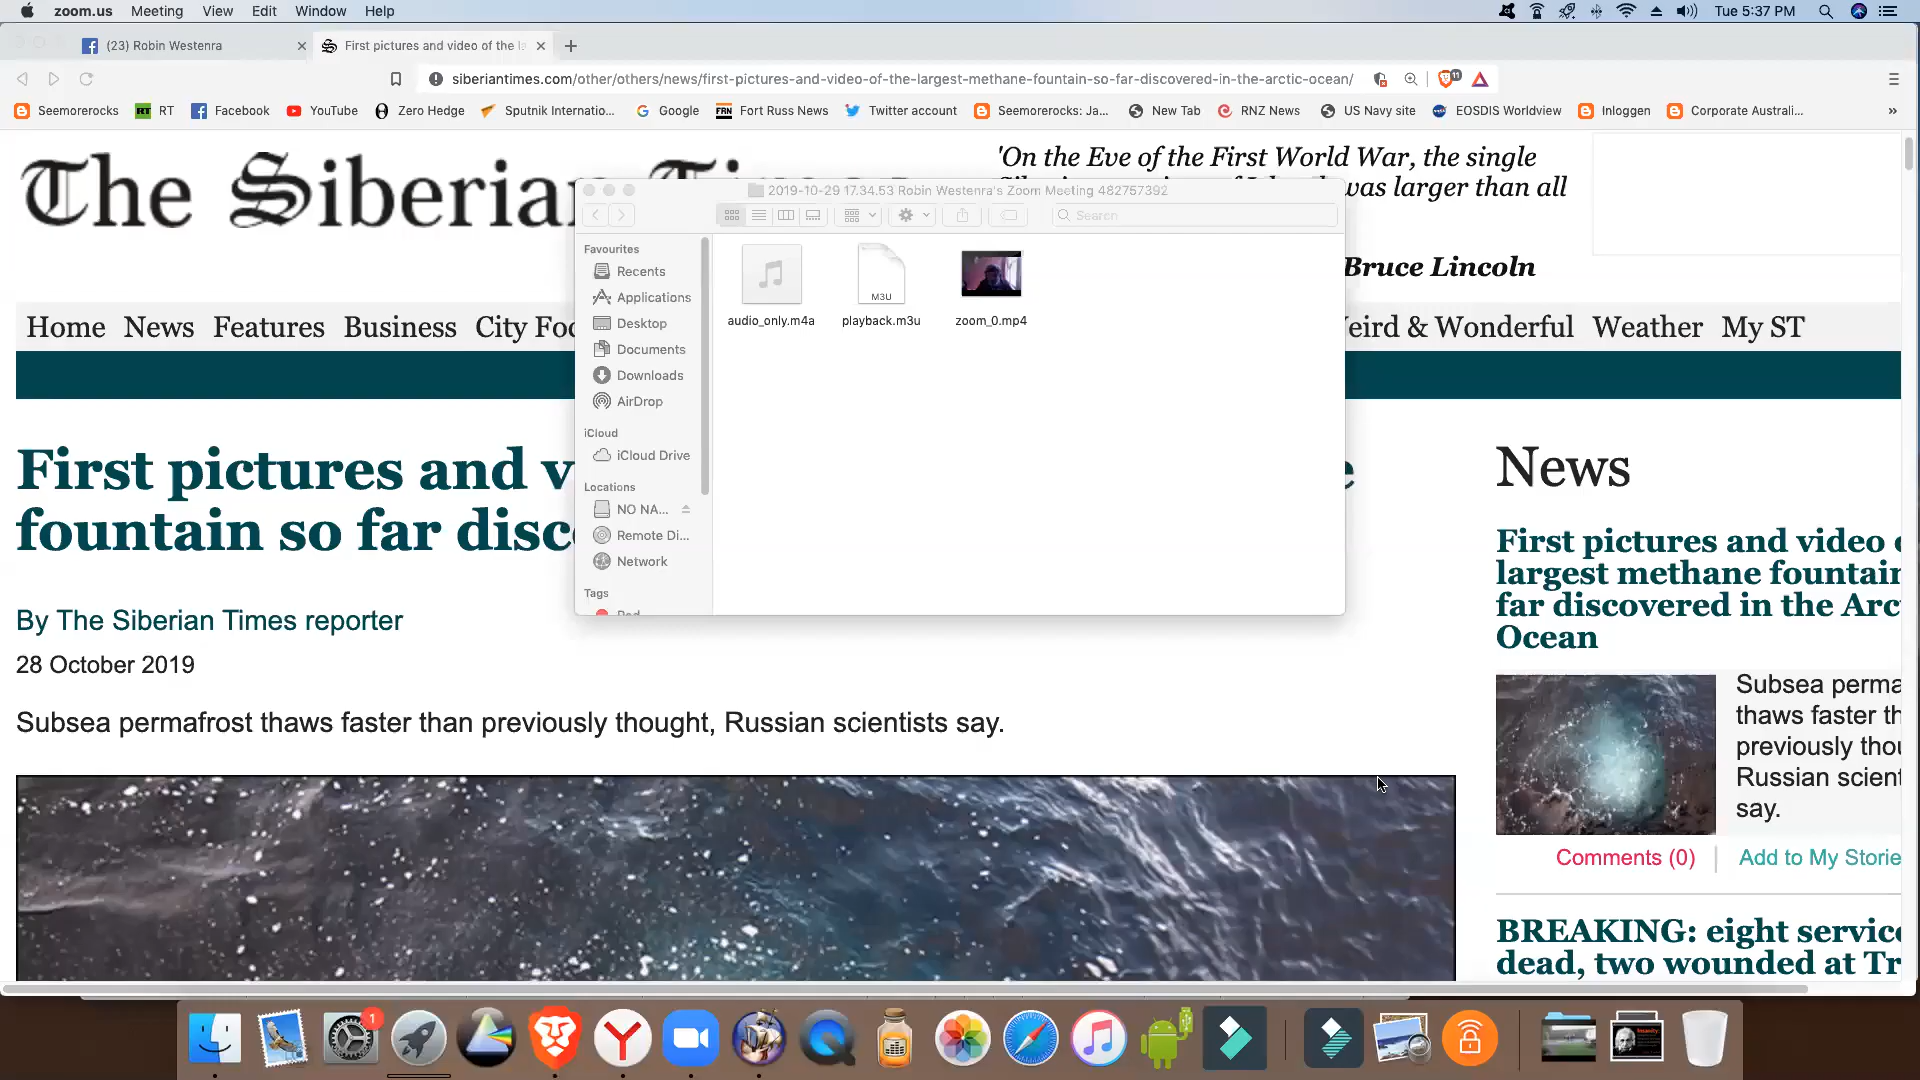 zoom.us Meeting View Edit Window Help
Tue 5:37 PM
(23) Robin Westenra
First pictures and video of the l
siberiantimes.com/other/others/news/first-pictures-and-video-of-the-largest-methane-fountain-so-far-discovered-in-the-arctic-ocean/
11
Seemorerocks RT Facebook YouTube Zero Hedge Sputnik Internatio... Google Fort Russ News Twitter account Seemorerocks: Ja... New Tab RNZ News US Navy site EOSDIS Worldview Inloggen Corporate Australi... »
The Siberian
'On the Eve of the First World War, the single
was larger than all
Bruce Lincoln
2019-10-29 17.34.53 Robin Westenra's Zoom Meeting 482757392
Search
Favourites
Recents
Applications
Desktop
Documents
Downloads
AirDrop
iCloud
iCloud Drive
Locations
NO NA...
Remote Di...
Network
Tags
M3U
audio_only.m4a playback.m3u zoom_0.mp4
Home News Features Business City Foc
eird & Wonderful Weather My ST
First pictures and v
fountain so far disc
By The Siberian Times reporter
28 October 2019
Subsea permafrost thaws faster than previously thought, Russian scientists say.
News
First pictures and video o
largest methane fountain
far discovered in the Arc
Ocean
Subsea perma
thaws faster th
previously thou
Russian scient
say.
Comments (0) | Add to My Storie
BREAKING: eight service
dead, two wounded at Tr
1